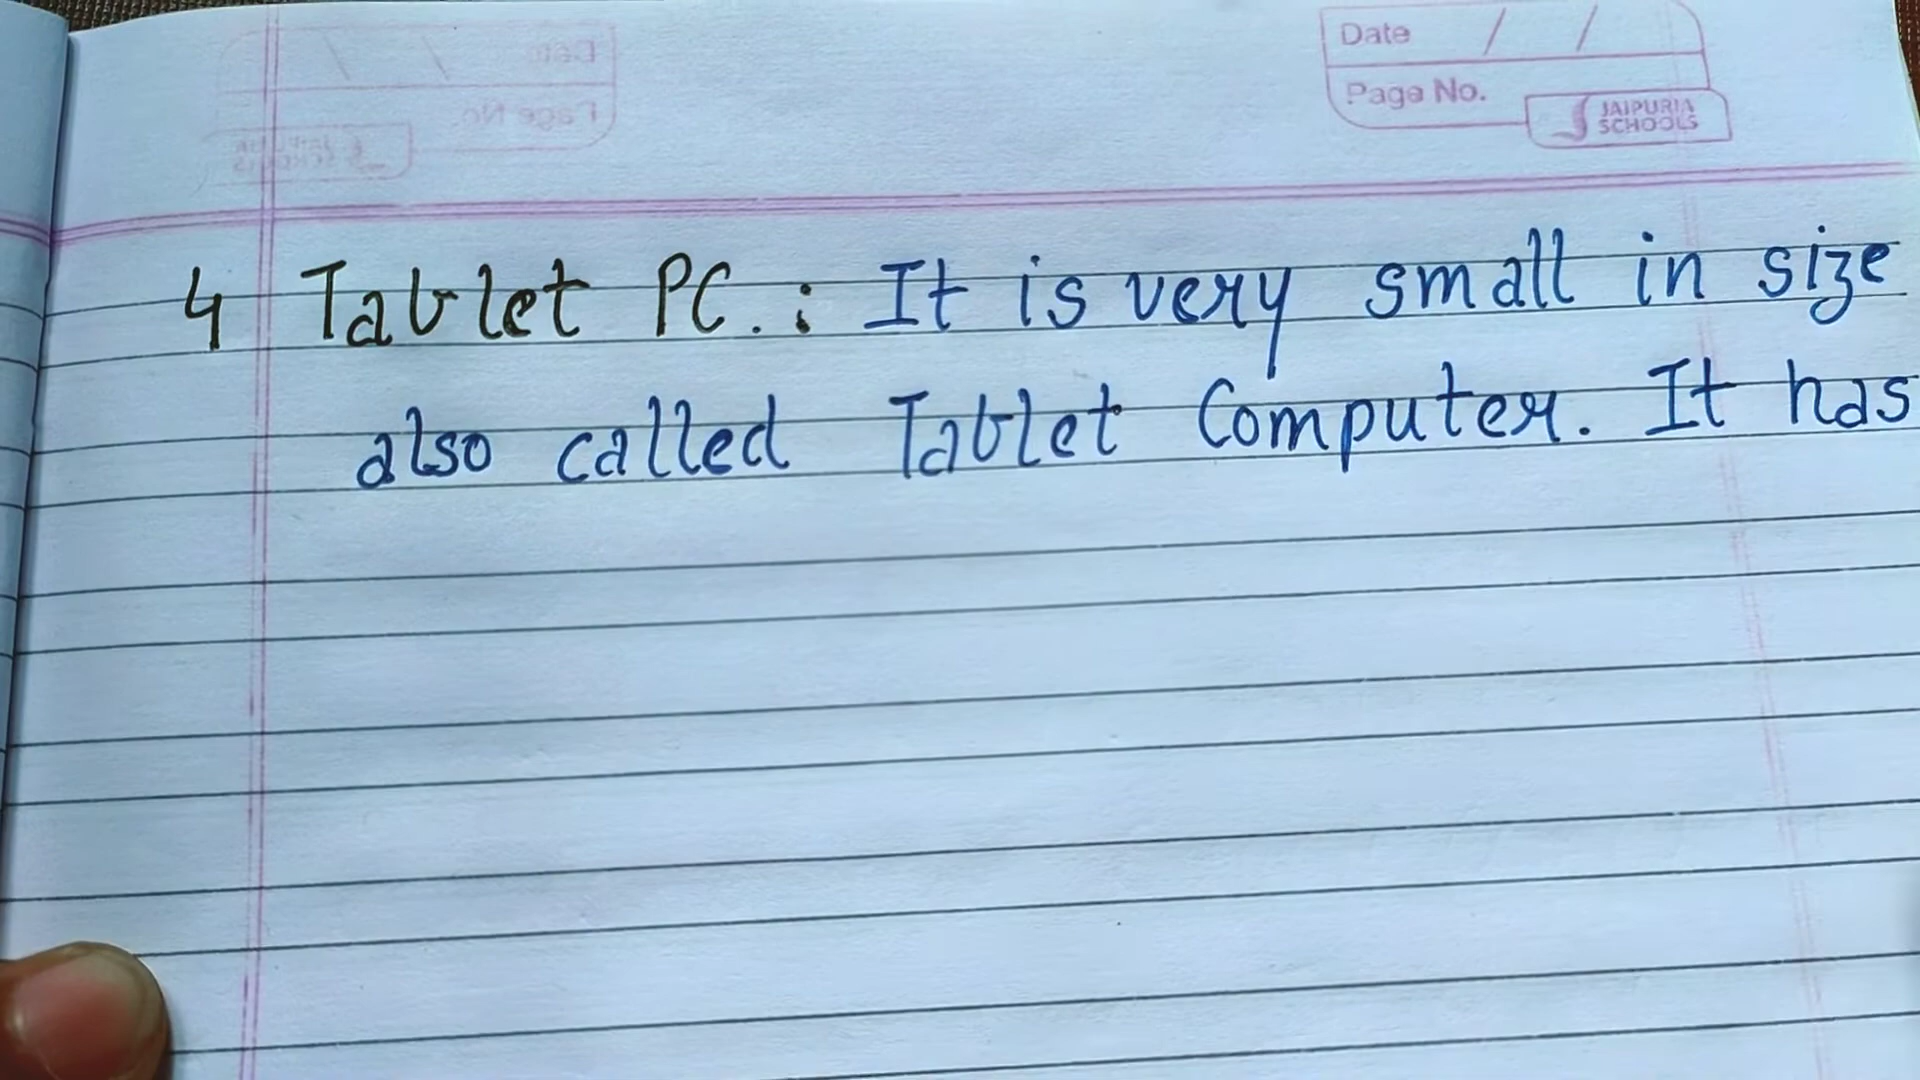 Date / /
Page No.
JAIPURIA
SCHOOLS
4 Tablet PC. : It is very small in size
also called Tablet Computer. It has